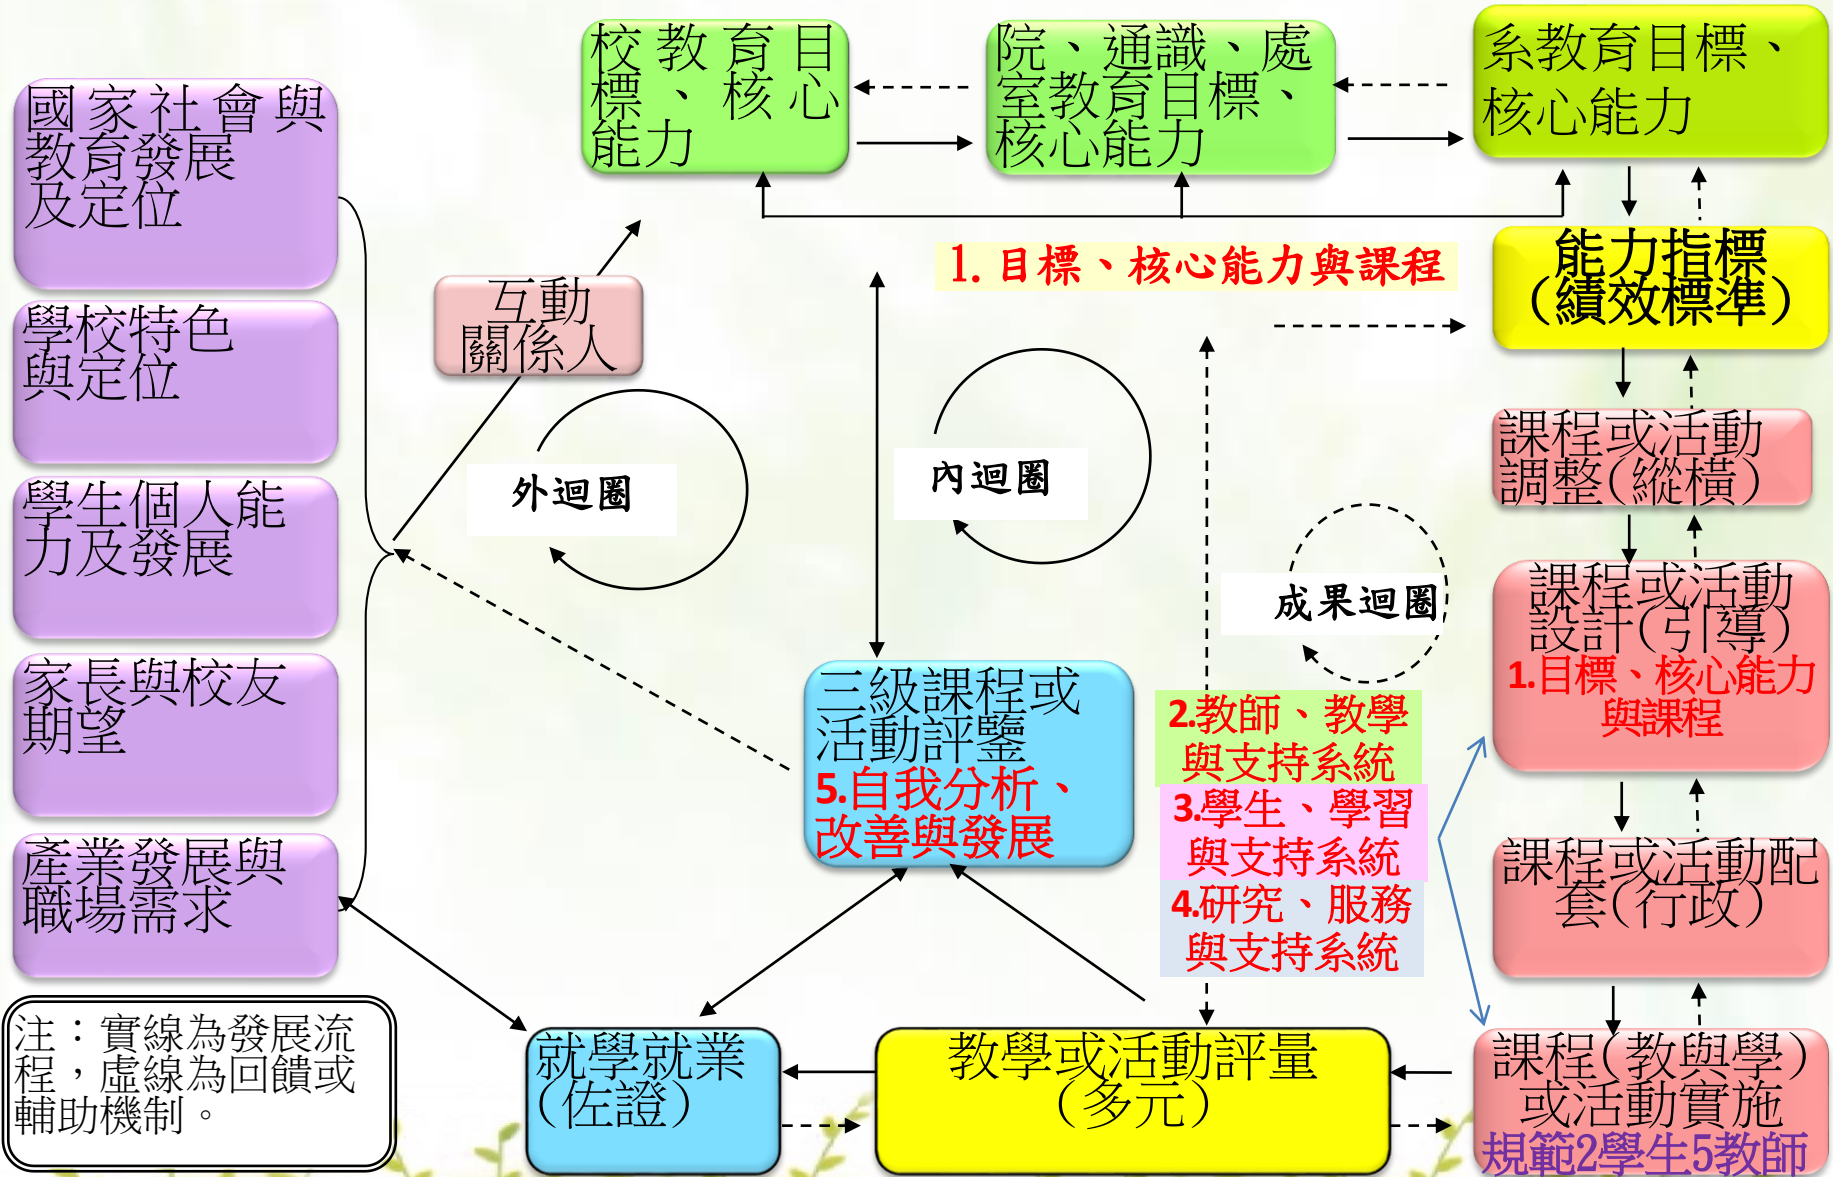 校教育目
標、核心
能力
院、通識、處
室教育目標、
核心能力
系教育目標、
核心能力
國家社會與
教育發展
及定位
學校特色
與定位
學生個人能
力及發展
家長與校友
期望
產業發展與
職場需求
互動
關係人
1.目標、核心能力與課程
能力指標
(績效標準)
外迴圈
內迴圈
成果迴圈
課程或活動
調整(縱橫)
課程或活動
設計(引導)
1.目標、核心能力
與課程
三級課程或
活動評鑒
5.自我分析、
改善與發展
2.教師、教學
與支持系統
3.學生、學習
與支持系統
4.研究、服務
與支持系統
課程或活動配
套(行政)
注：實線為發展流
程，虛線為回饋或
輔助機制。
就學就業
(佐證)
教學或活動評量
(多元)
課程(教與學)
或活動實施
規範2學生5教師